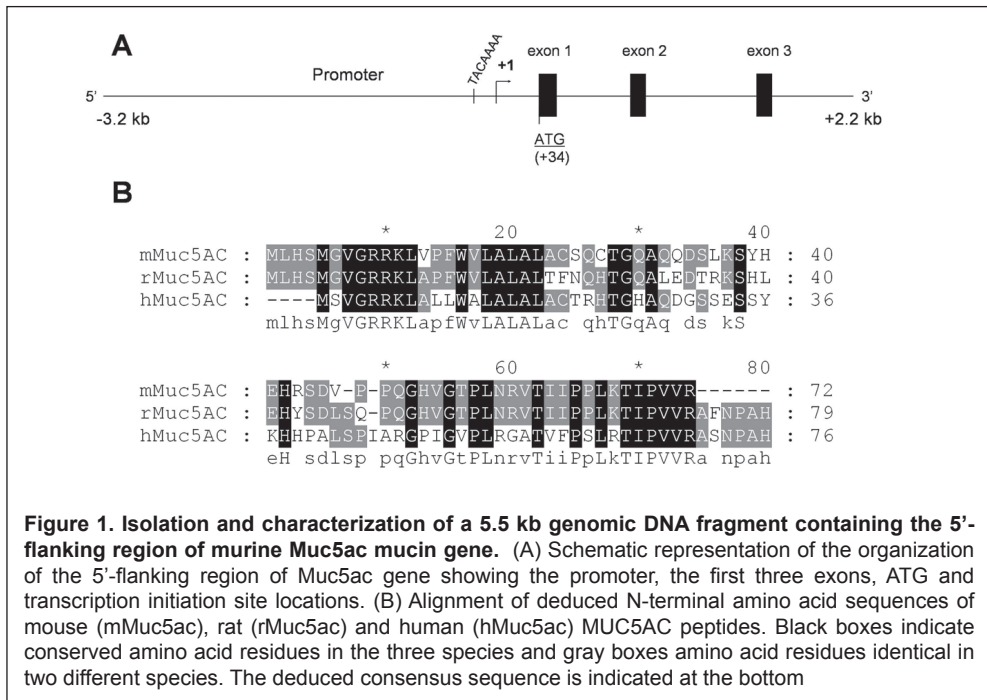 A
Promoter
TACAAAA
+1
exon 1
exon 2
exon 3
5'
3'
-3.2 kb
+2.2 kb
ATG
(+34)
B
* 20 * 40
mMuc5AC : MLHSMGVGRRKLVPFWVLALALACSQCTGQAQQDSLKSYH : 40
rMuc5AC : MLHMGVGRRKLAPFWVLALALTFNQHTGQALEDTRKSHL : 40
hMuc5AC : ----MSVGRRKLALLWALALALACTRHTGHAQDGSSESSY : 36
mlhsMgVGRRKLapfWvLALALac qhTGqAq ds kS
* 60 * 80
mMuc5AC : EHRSDV-P-PQGHVGTPLNRVTIIPPLKTIPVVR------ : 72
rMuc5AC : EHYSDLSQ-PQGHVGTPLNRVTIIPPLKTIPVVRAFNPAH : 79
hMuc5AC : KHHPALSPIARGPIGVPLRGATVFPSLRTIPVVRASNPAH : 76
eH sdlsp pqGhvGtPLnrvTiiPpLkTIPVVRa npah
Figure 1. Isolation and characterization of a 5.5 kb genomic DNA fragment containing the 5'-
flanking region of murine Muc5ac mucin gene. (A) Schematic representation of the organization
of the 5'-flanking region of Muc5ac gene showing the promoter, the first three exons, ATG and
transcription initiation site locations. (B) Alignment of deduced N-terminal amino acid sequences of
mouse (mMuc5ac), rat (rMuc5ac) and human (hMuc5ac) MUC5AC peptides. Black boxes indicate
conserved amino acid residues in the three species and gray boxes amino acid residues identical in
two different species. The deduced consensus sequence is indicated at the bottom